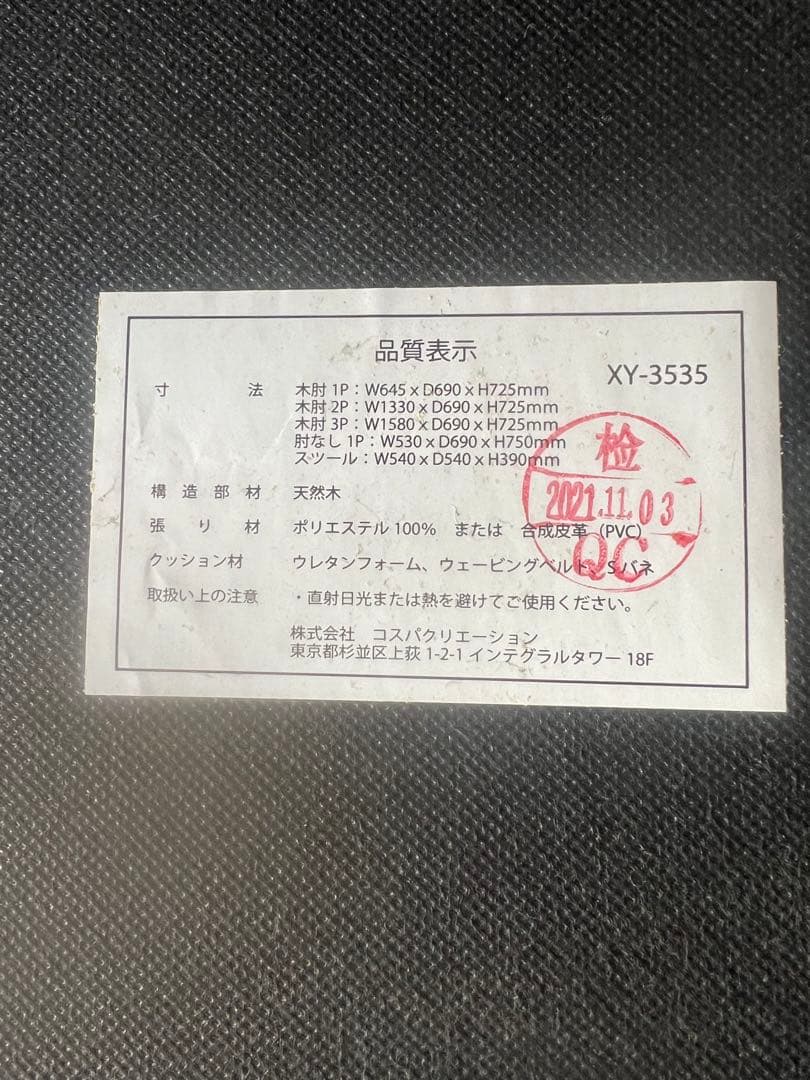 品質表示
XY-3535
寸法 木肘 1P：W645 x D690 x H725mm
木肘 2P：W1330 x D690 x H725mm
木肘 3P：W1580 x D690 x H725mm
肘なし 1P：W530 x D690 x H750mm
スツール：W540 x D540 x H390mm
検
2021.11.03
QC
構造部材 天然木
張り材 ポリエステル 100% または 合成皮革 (PVC)
クッション材 ウレタンフォーム、ウェービングベルト、S バネ
取扱い上の注意 ・直射日光または熱を避けてご使用ください。
株式会社 コスパクリエーション
東京都杉並区上荻 1-2-1 インテグラルタワー 18F